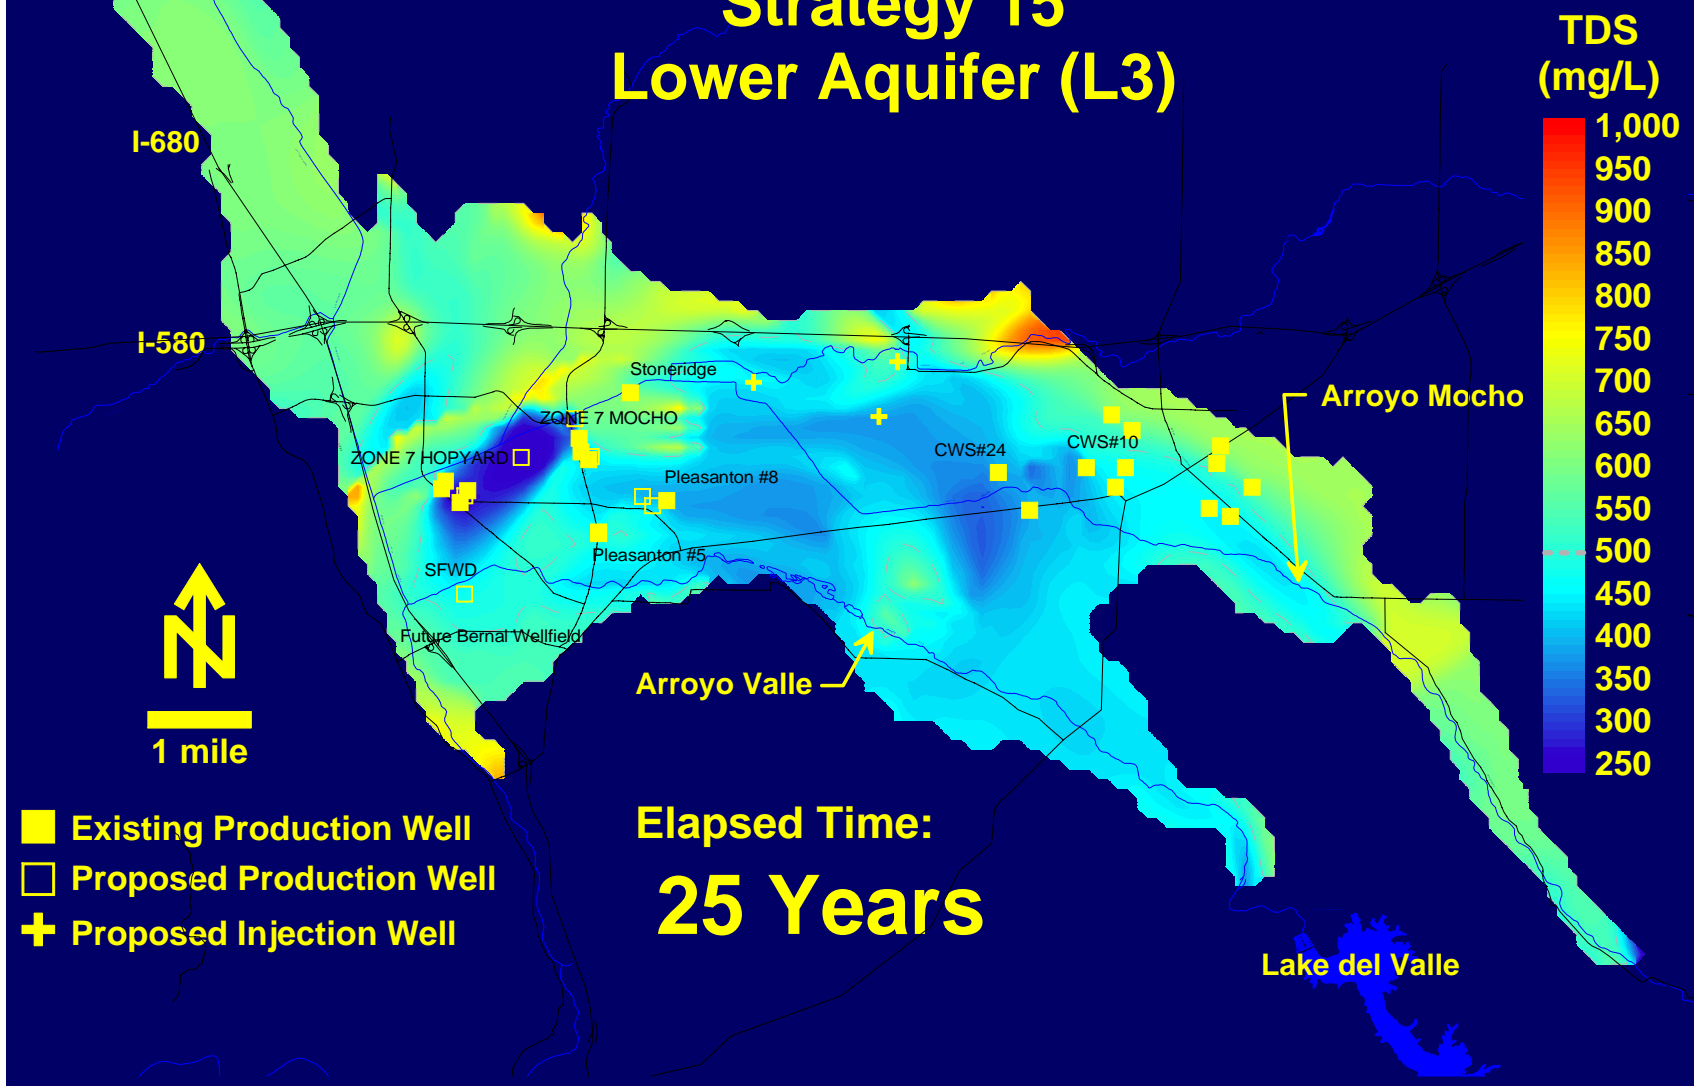 Strategy 15
Lower Aquifer (L3)
TDS
(mg/L)
1,000
950
900
850
800
750
700
650
600
550
500
450
400
350
300
250
I-680
I-580
Stoneridge
ZONE 7 MOCHO
ZONE 7 HOPYARD
Pleasanton #8
CWS#24
CWS#10
Arroyo Mocho
Pleasanton #5
SFWD
Future Bernal Wellfield
Arroyo Valle
N
1 mile
Existing Production Well
Proposed Production Well
Proposed Injection Well
Elapsed Time:
25 Years
Lake del Valle